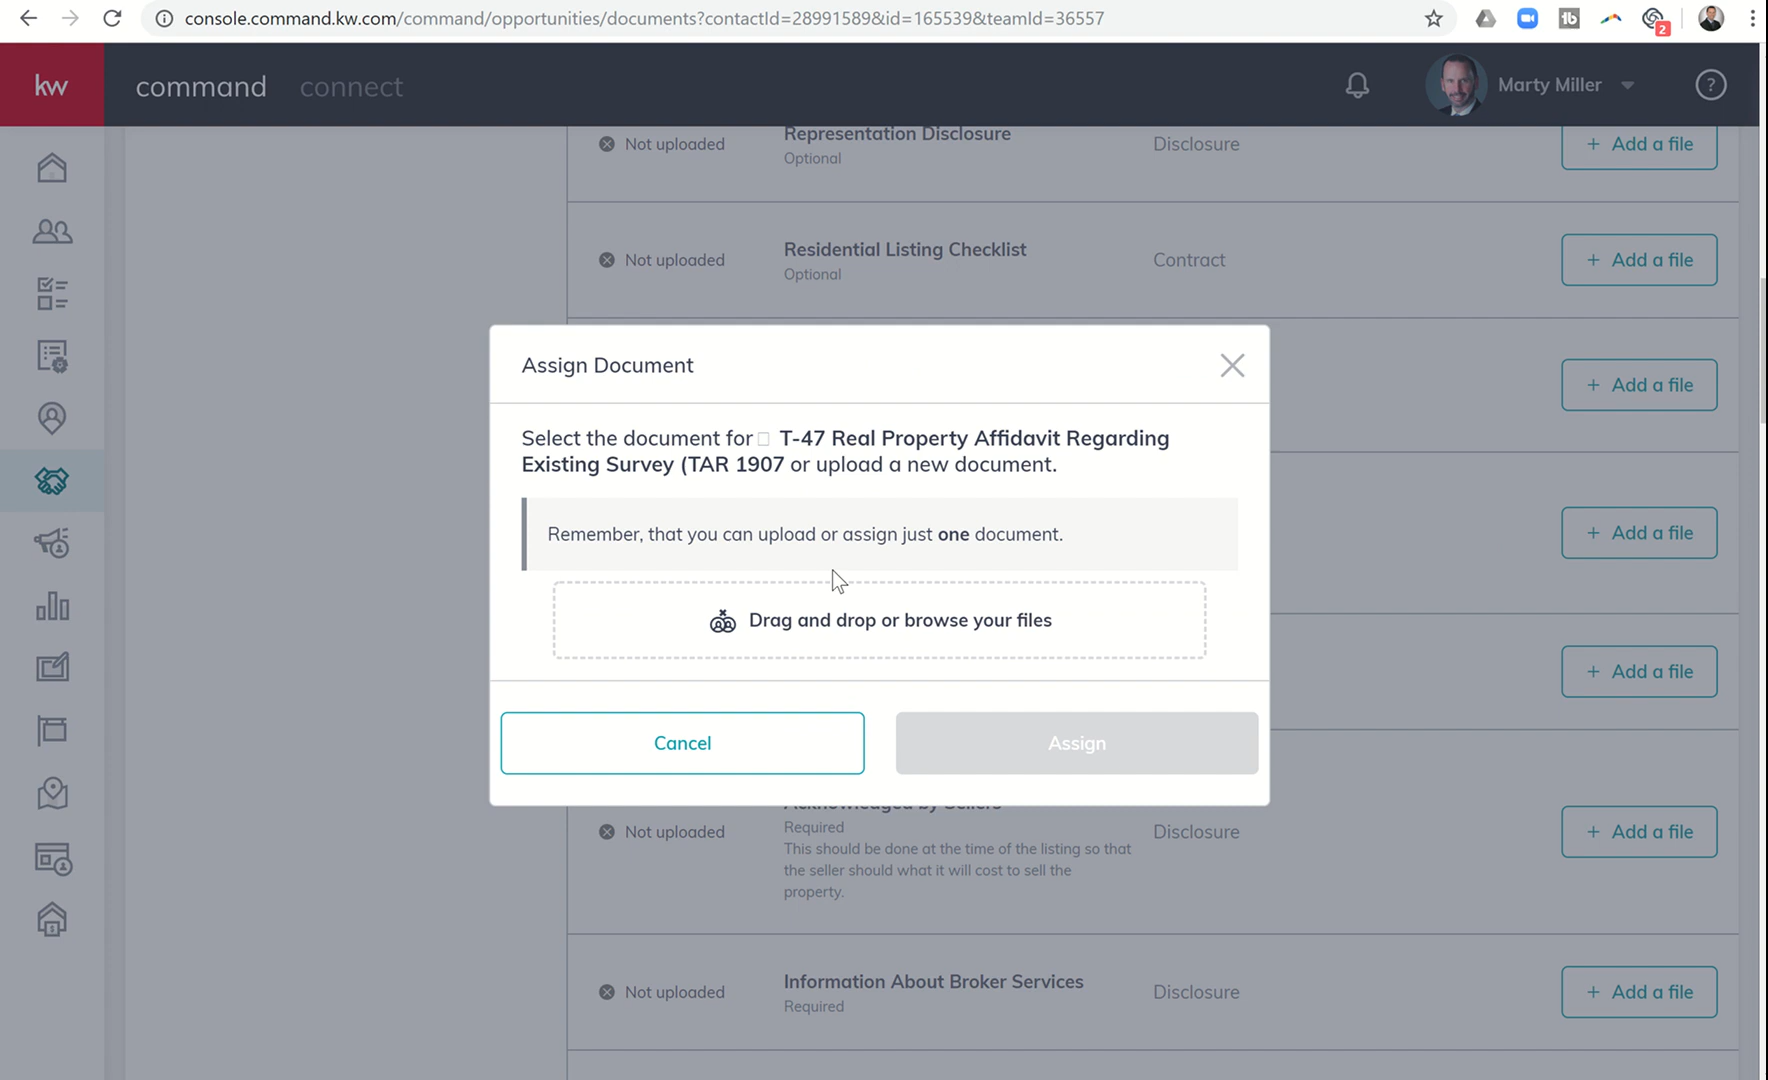 console.command.kw.com/command/opportunities/documents?contactId=28991589&id=165539&teamId=36557
2
kw
command
connect
Marty Miller
?
Not uploaded
Representation Disclosure
Optional
Disclosure
+ Add a file
Not uploaded
Residential Listing Checklist
Optional
Contract
+ Add a file
Assign Document
+ Add a file
Select the document for □ T-47 Real Property Affidavit Regarding
Existing Survey (TAR 1907 or upload a new document.
Remember, that you can upload or assign just one document.
+ Add a file
Drag and drop or browse your files
+ Add a file
Cancel
Assign
Not uploaded
Acknowledged by Sellers
Required
This should be done at the time of the listing so that
the seller should what it will cost to sell the
property.
Disclosure
+ Add a file
Not uploaded
Information About Broker Services
Required
Disclosure
+ Add a file